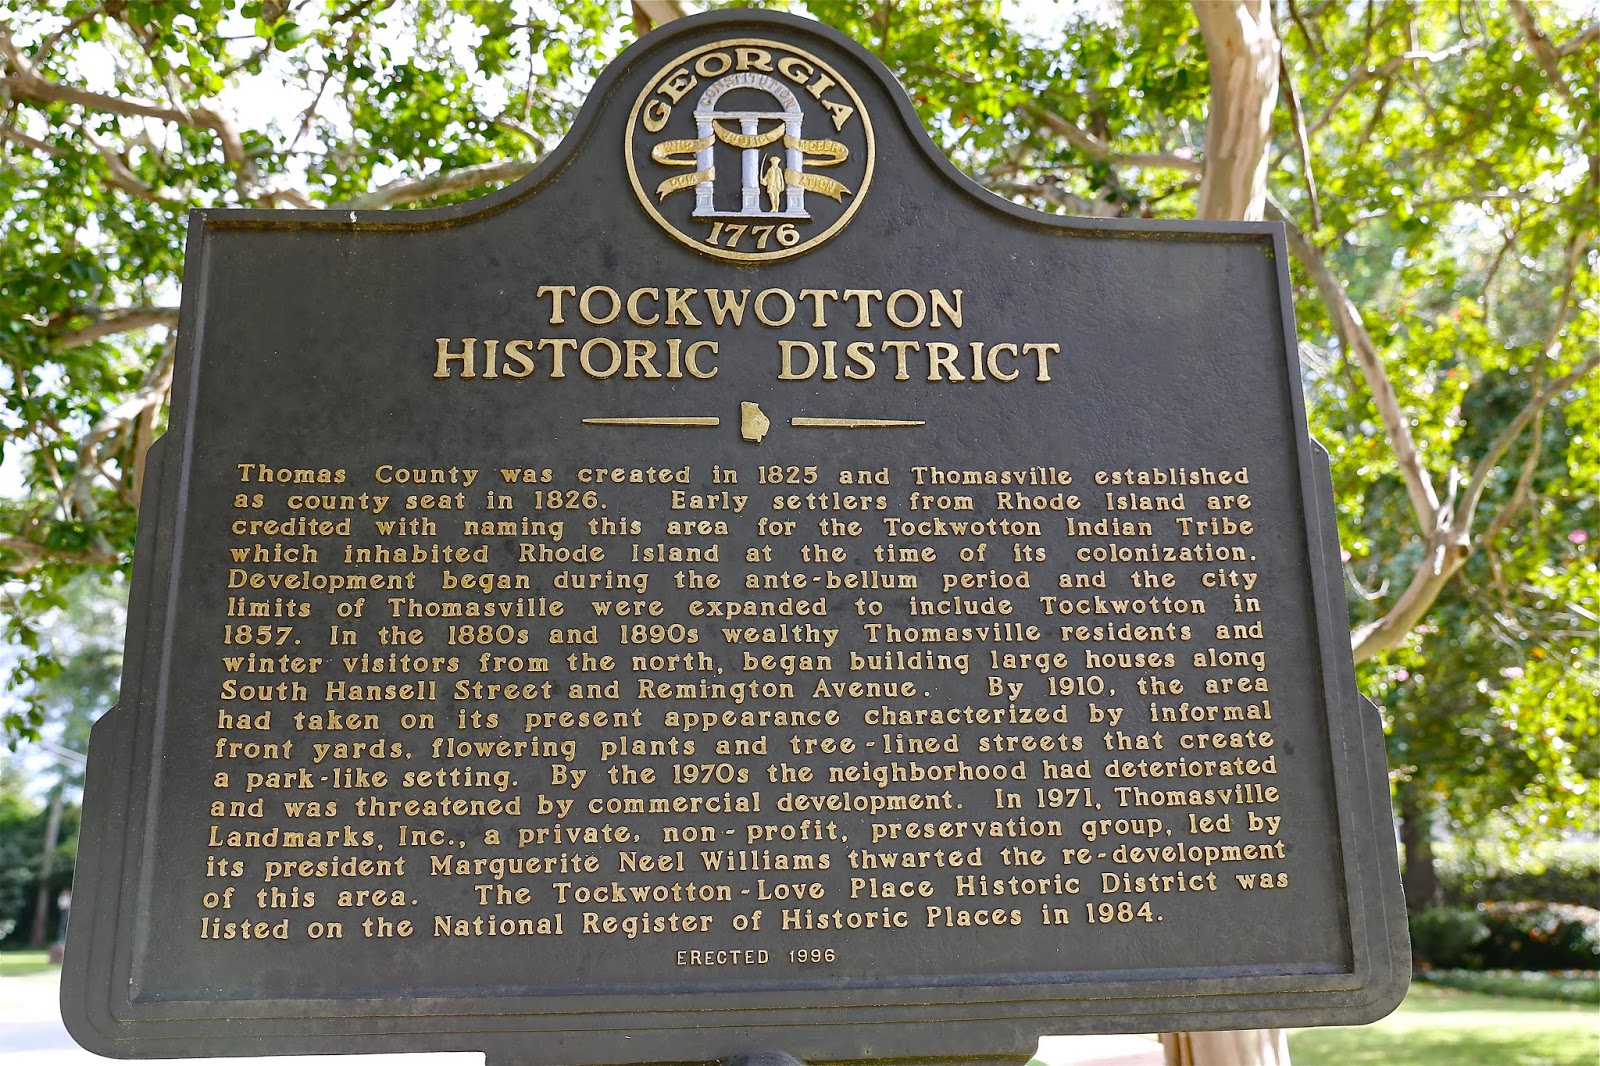 GEORGIA
CONSTITUTION
JUSTICE
1776
TOCKWOTTON
HISTORIC DISTRICT
Thomas County was created in 1825 and Thomasville established
as county seat in 1826. Early settlers from Rhode Island are
credited with naming this area for the Tockwotton Indian Tribe
which inhabited Rhode Island at the time of its colonization.
Development began during the ante-bellum period and the city
limits of Thomasville were expanded to include Tockwotton in
1857. In the 1880s and 1890s wealthy Thomasville residents and
winter visitors from the north, began building large houses along
South Hansell Street and Remington Avenue. By 1910, the area
had taken on its present appearance characterized by informal
front yards, flowering plants and tree-lined streets that create
a park-like setting. By the 1970s the neighborhood had deteriorated
and was threatened by commercial development. In 1971, Thomasville
Landmarks, Inc., a private, non-profit, preservation group, led by
its president Marguerite Neel Williams thwarted the re-development
of this area. The Tockwotton-Love Place Historic District was
listed on the National Register of Historic Places in 1984.
ERECTED 1996